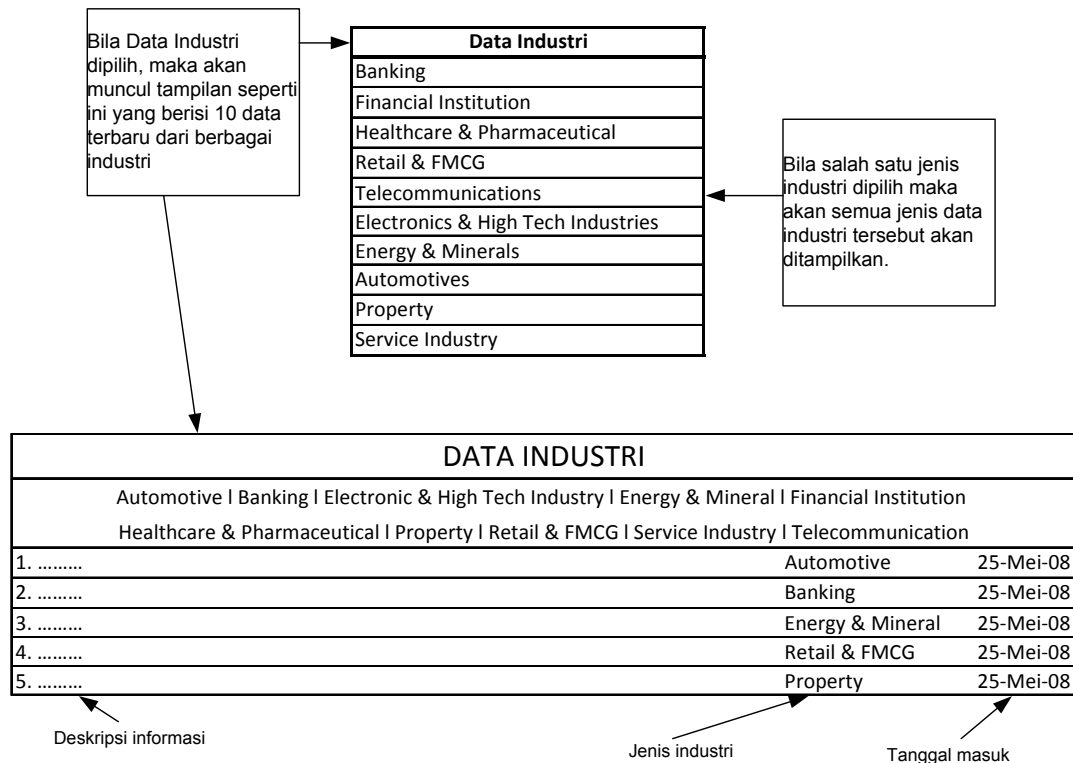 Bila Data Industri
dipilih, maka akan
muncul tampilan seperti
ini yang berisi 10 data
terbaru dari berbagai
industri
Data Industri
Banking
Financial Institution
Healthcare & Pharmaceutical
Retail & FMCG
Telecommunications
Electronics & High Tech Industries
Energy & Minerals
Automotives
Property
Service Industry
Bila salah satu jenis
industri dipilih maka
akan semua jenis data
industri tersebut akan
ditampilkan.
DATA INDUSTRI
Automotive l Banking l Electronic & High Tech Industry l Energy & Mineral l Financial Institution
Healthcare & Pharmaceutical l Property l Retail & FMCG l Service Industry l Telecommunication
1. ......... Automotive 25-Mei-08
2. ......... Banking 25-Mei-08
3. ......... Energy & Mineral 25-Mei-08
4. ......... Retail & FMCG 25-Mei-08
5. ......... Property 25-Mei-08
Deskripsi informasi
Jenis industri
Tanggal masuk